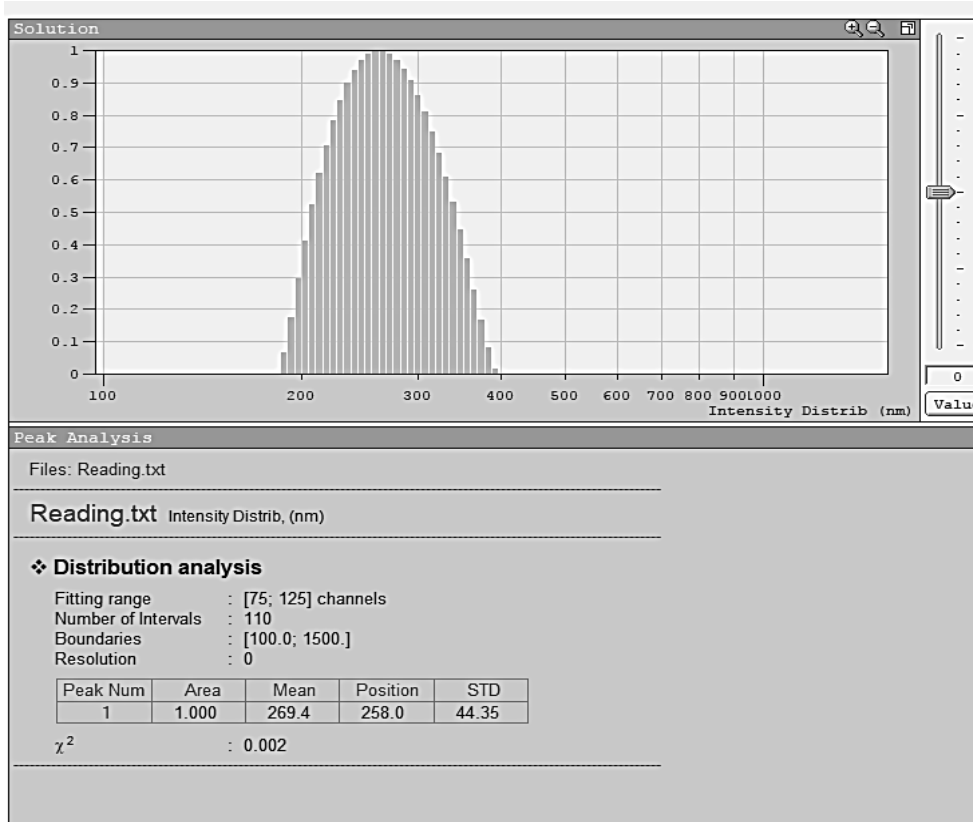 Solution
1
0.9
0.8
0.7
0.6
0.5
0.4
0.3
0.2
0.1
0
100 200 300 400 500 600 700 800 9001000
Intensity Distrib (nm)
0
Value
Peak Analysis
Files: Reading.txt
Reading.txt Intensity Distrib, (nm)
❖ Distribution analysis
Fitting range : [75; 125] channels
Number of Intervals : 110
Boundaries : [100.0; 1500.]
Resolution : 0
Peak Num Area Mean Position STD
1 1.000 269.4 258.0 44.35
χ² : 0.002